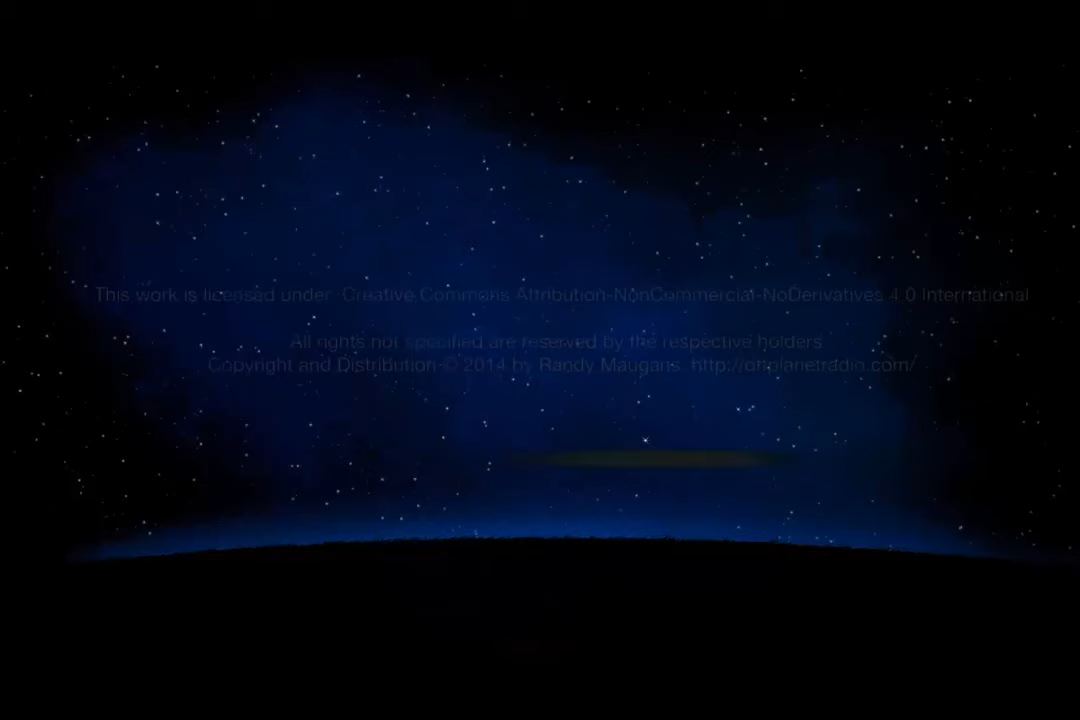 This work is licensed under Creative Commons Attribution-NonCommercial-NoDerivatives 4.0 International
All rights not specified are reserved by the respective holders
Copyright and Distribution © 2014 by Randy Maugans http://offplanetradio.com/